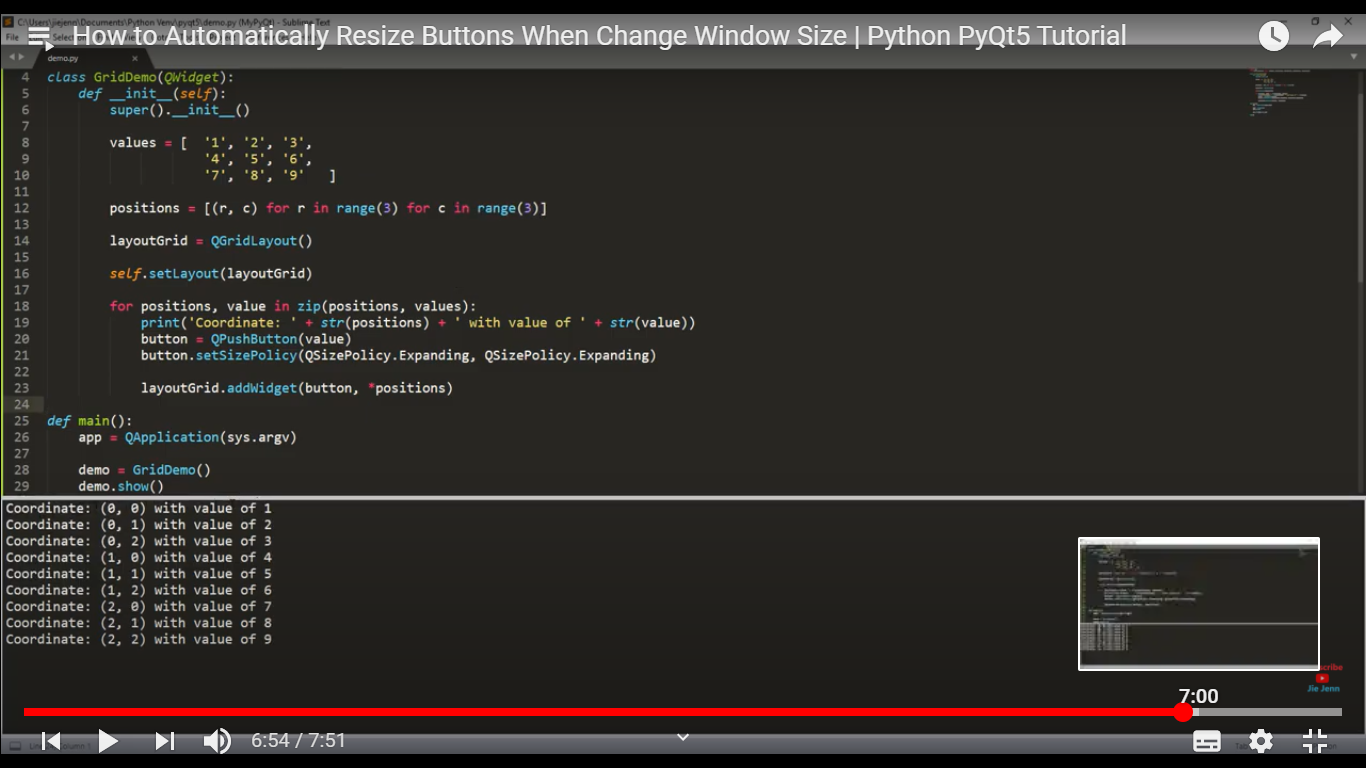 C:\Users\jiejenn\Documents\Python Venv\pyqt5\demo.py (MyPyQt) - Sublime Text
How to Automatically Resize Buttons When Change Window Size | Python PyQt5 Tutorial
demo.py
4 class GridDemo(QWidget):
5 def __init__(self):
6 super().__init__()
7
8 values = [ '1', '2', '3',
9 '4', '5', '6',
10 '7', '8', '9' ]
11
12 positions = [(r, c) for r in range(3) for c in range(3)]
13
14 layoutGrid = QGridLayout()
15
16 self.setLayout(layoutGrid)
17
18 for positions, value in zip(positions, values):
19 print('Coordinate: ' + str(positions) + ' with value of ' + str(value))
20 button = QPushButton(value)
21 button.setSizePolicy(QSizePolicy.Expanding, QSizePolicy.Expanding)
22
23 layoutGrid.addWidget(button, *positions)
24
25 def main():
26 app = QApplication(sys.argv)
27
28 demo = GridDemo()
29 demo.show()
Coordinate: (0, 0) with value of 1
Coordinate: (0, 1) with value of 2
Coordinate: (0, 2) with value of 3
Coordinate: (1, 0) with value of 4
Coordinate: (1, 1) with value of 5
Coordinate: (1, 2) with value of 6
Coordinate: (2, 0) with value of 7
Coordinate: (2, 1) with value of 8
Coordinate: (2, 2) with value of 9
Jie Jenn
7:00
6:54 / 7:51